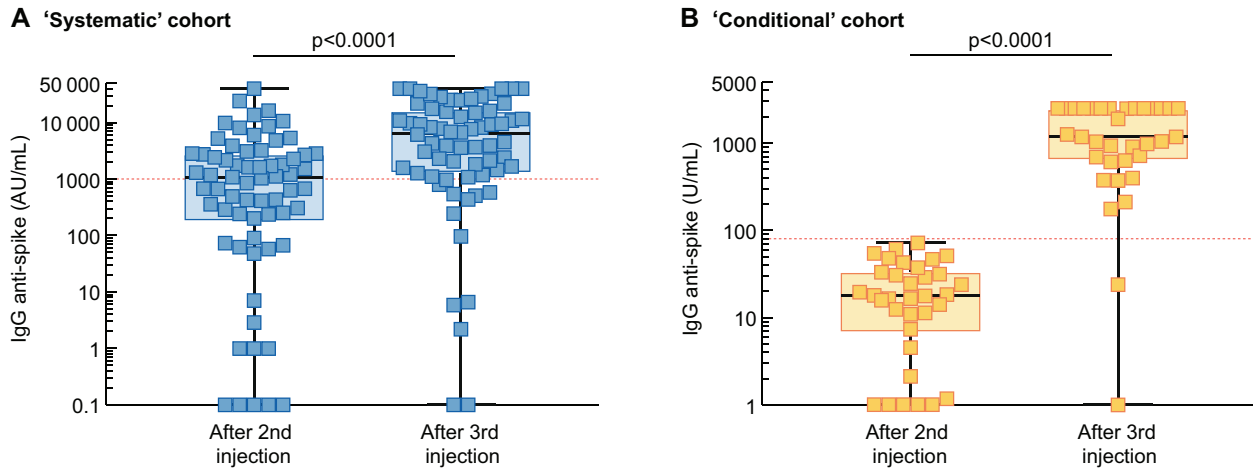 A 'Systematic' cohort
p<0.0001
IgG anti-spike (AU/mL)
50 000
10 000
1000
100
10
1
0.1
After 2nd
injection
After 3rd
injection
B 'Conditional' cohort
p<0.0001
IgG anti-spike (U/mL)
5000
1000
100
10
1
After 2nd
injection
After 3rd
injection